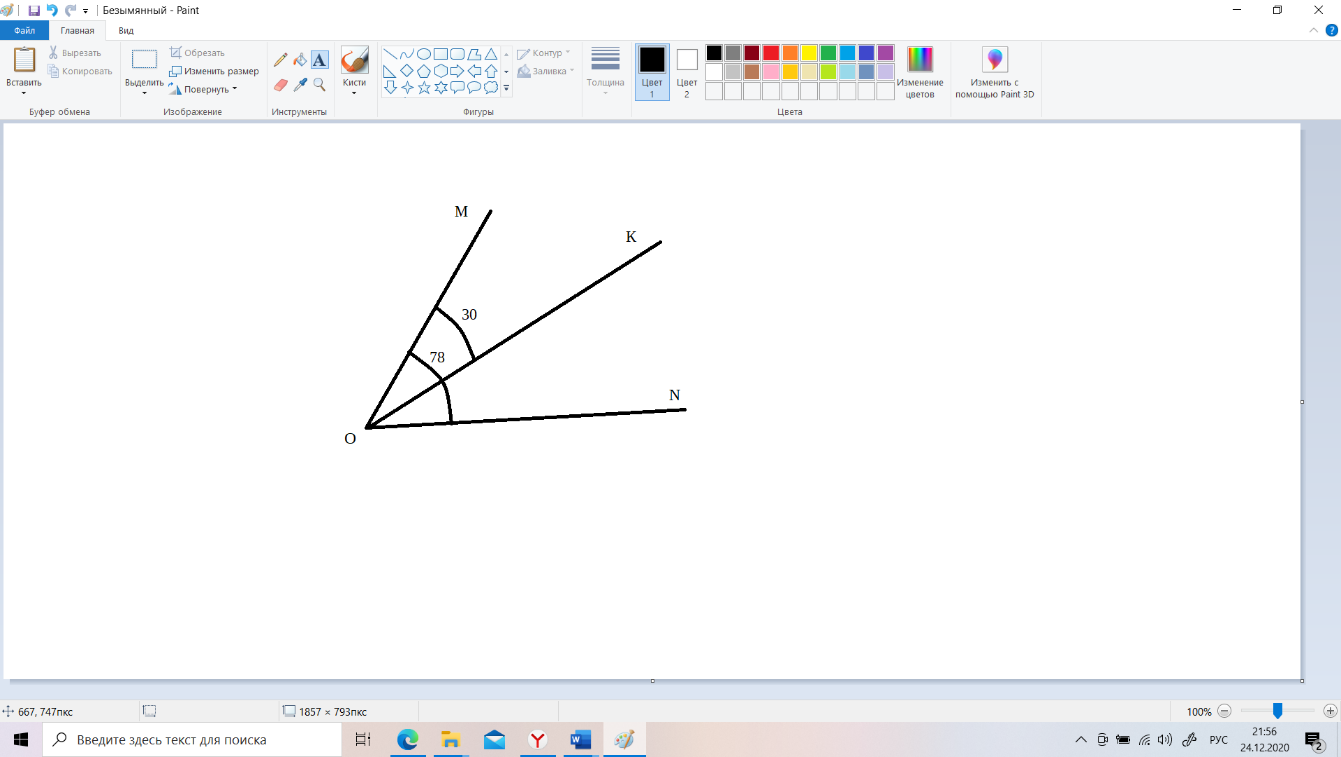 Безымянный - Paint
Файл Главная Вид
Вставить
Вырезать
Копировать
Буфер обмена
Выделить
Обрезать
Изменить размер
Повернуть
Изображение
A
Инструменты
Кисти
Контур
Заливка
Фигуры
Толщина
Цвет 1
Цвет 2
Изменение цветов
Цвета
Изменить с помощью Paint 3D
M
K
30
78
N
O
667, 747пкс
1857 × 793пкс
100%
Введите здесь текст для поиска
РУС
21:56
24.12.2020
2